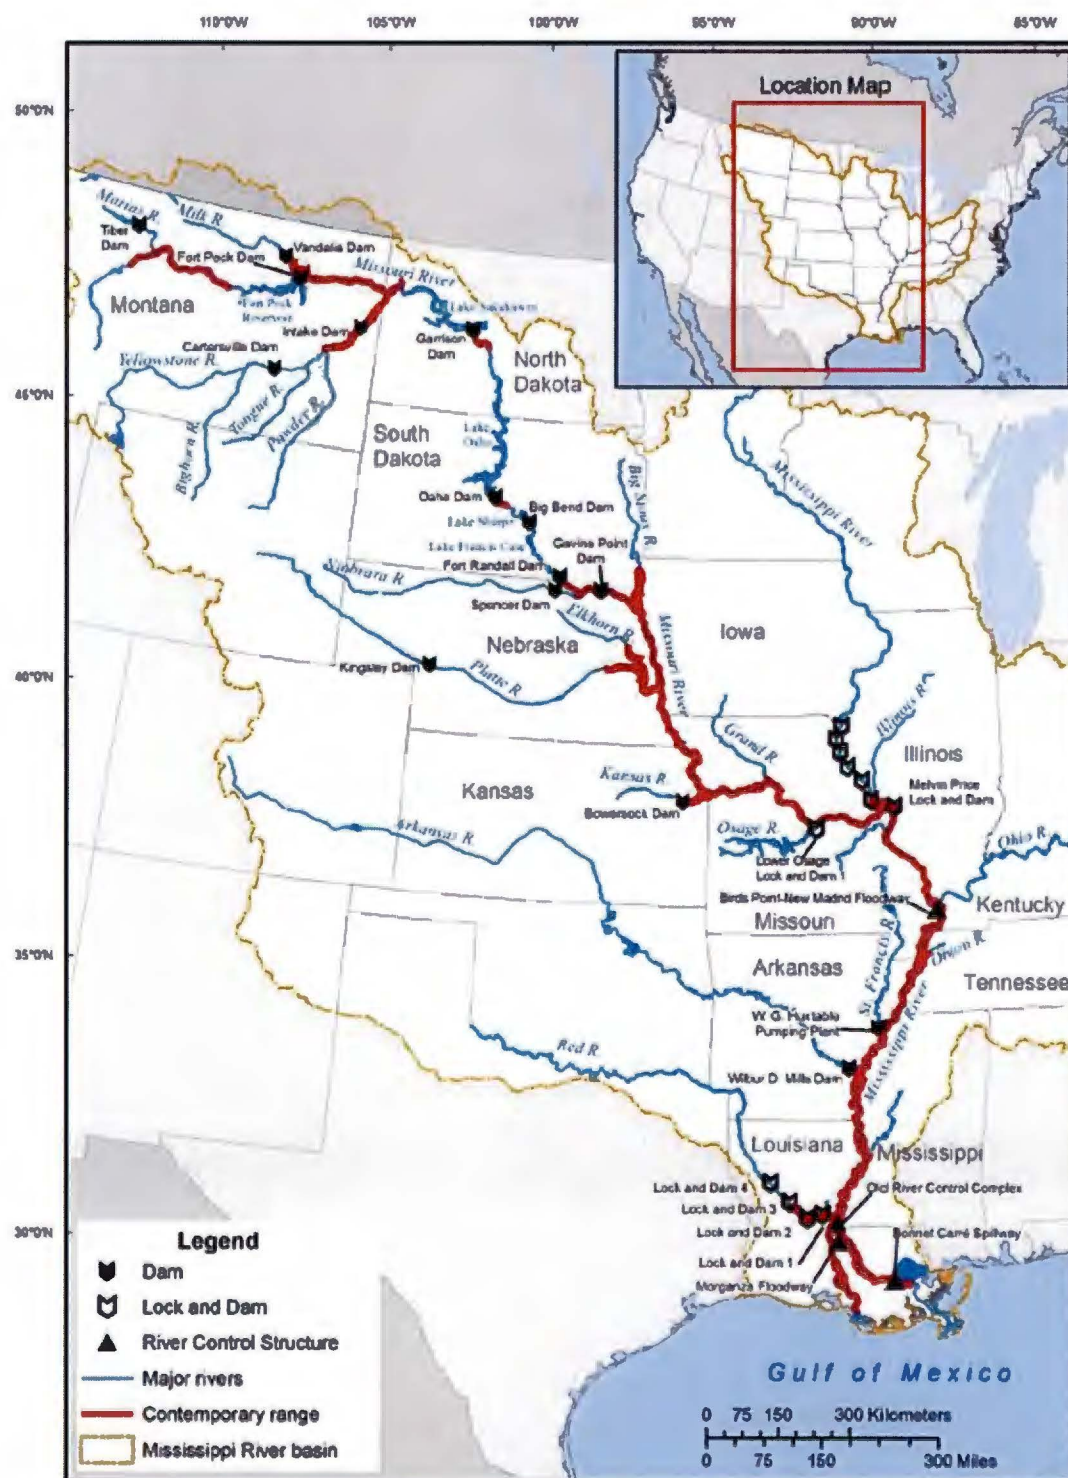 110°0'W
105°0'W
100°0'W
95°0'W
90°0'W
85°0'W
50°0'N
45°0'N
40°0'N
35°0'N
30°0'N
Location Map
Marias R.
Milk R.
Tiber
Dam
Vandalia Dam
Fort Peck Dam
Missouri River
Fort Peck
Reservoir
Montana
Lake Sakakawea
Intake Dam
Garrison
Dam
Cartersville Dam
North
Dakota
Yellowstone R.
Tongue R.
Powder R.
Bighorn R.
South
Dakota
Lake
Oahe
Mississippi River
Oahe Dam
Big Bend Dam
Big Sioux R.
Lake Sharpe
Gavins Point
Dam
Lake Francis Case
Fort Randall Dam
Niobrara R.
Spencer Dam
Elkhorn R.
Missouri River
Iowa
Nebraska
Kingsley Dam
Platte R.
Illinois R.
Grand R.
Illinois
Kansas
Kansas R.
Melvin Price
Lock and Dam
Bowersock Dam
Arkansas R.
Osage R.
Ohio R.
Lower Osage
Lock and Dam 1
Birds Point-New Madrid Floodway
Kentucky
Missouri
St. Francis R.
Obion R.
Arkansas
Tennessee
W. G. Huxtable
Pumping Plant
Mississippi River
Red R.
Wilbur D. Mills Dam
Louisiana
Mississippi
Lock and Dam 4
Old River Control Complex
Lock and Dam 3
Lock and Dam 2
Bonnet Carré Spillway
Lock and Dam 1
Morganza Floodway
Legend
Dam
Lock and Dam
River Control Structure
Major rivers
Contemporary range
Mississippi River basin
Gulf of Mexico
0 75 150 300 Kilometers
0 75 150 300 Miles